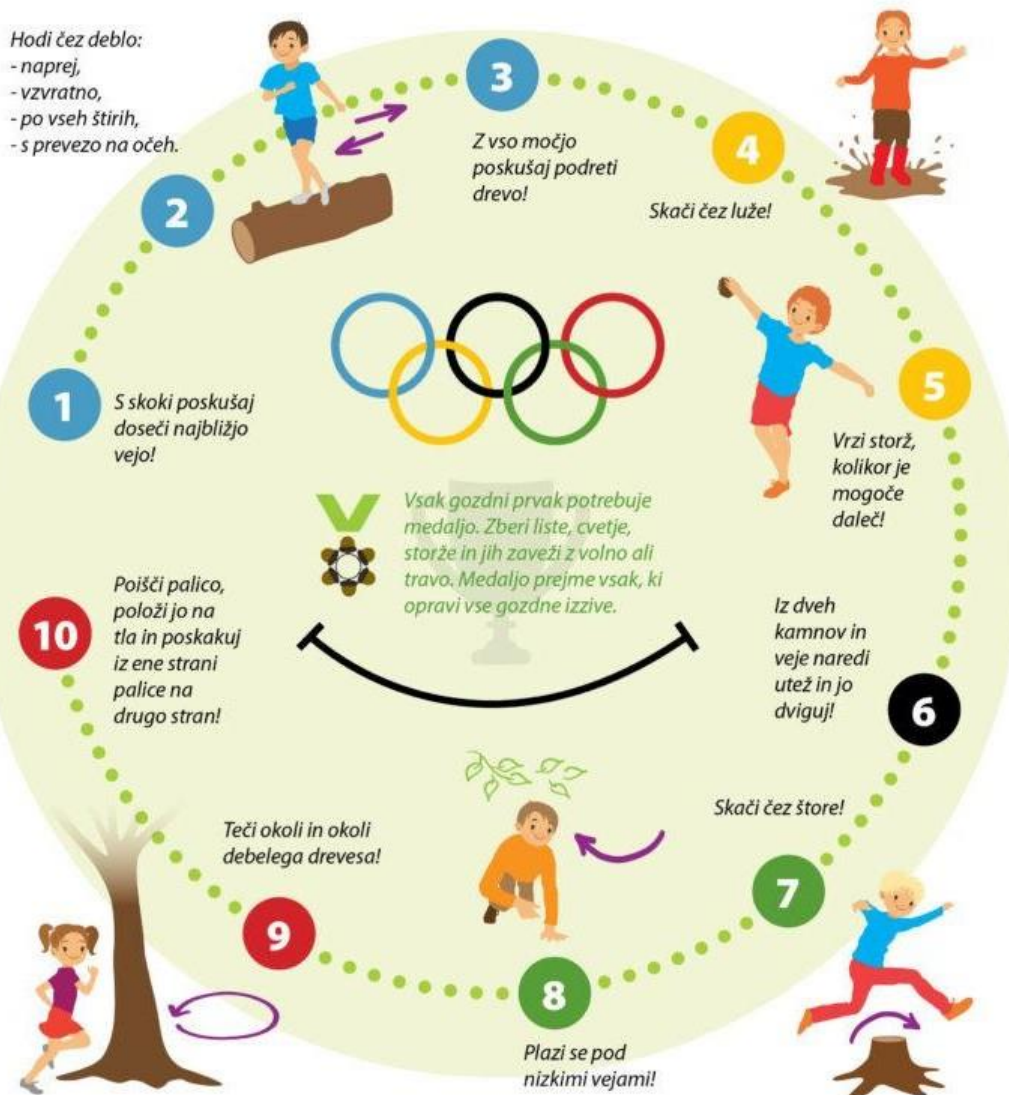 Hodi čez deblo:
- naprej,
- vzvratno,
- po vseh štirih,
- s prevezo na očeh.
2
3
Z vso močjo
poskušaj podreti
drevo!
4
Skači čez luže!
1
S skoki poskušaj
doseči najbližjo
vejo!
5
Vrzi storž,
kolikor je
mogoče
daleč!
Vsak gozdni prvak potrebuje
medaljo. Zberi liste, cvetje,
storže in jih zaveži z volno ali
travo. Medaljo prejme vsak, ki
opravi vse gozdne izzive.
10
Poišči palico,
položi jo na
tla in poskakuj
iz ene strani
palice na
drugo stran!
Iz dveh
kamnov in
veje naredi
utež in jo
dviguj!
6
Skači čez štore!
7
Teči okoli in okoli
debelega drevesa!
9
8
Plazi se pod
nizkimi vejami!